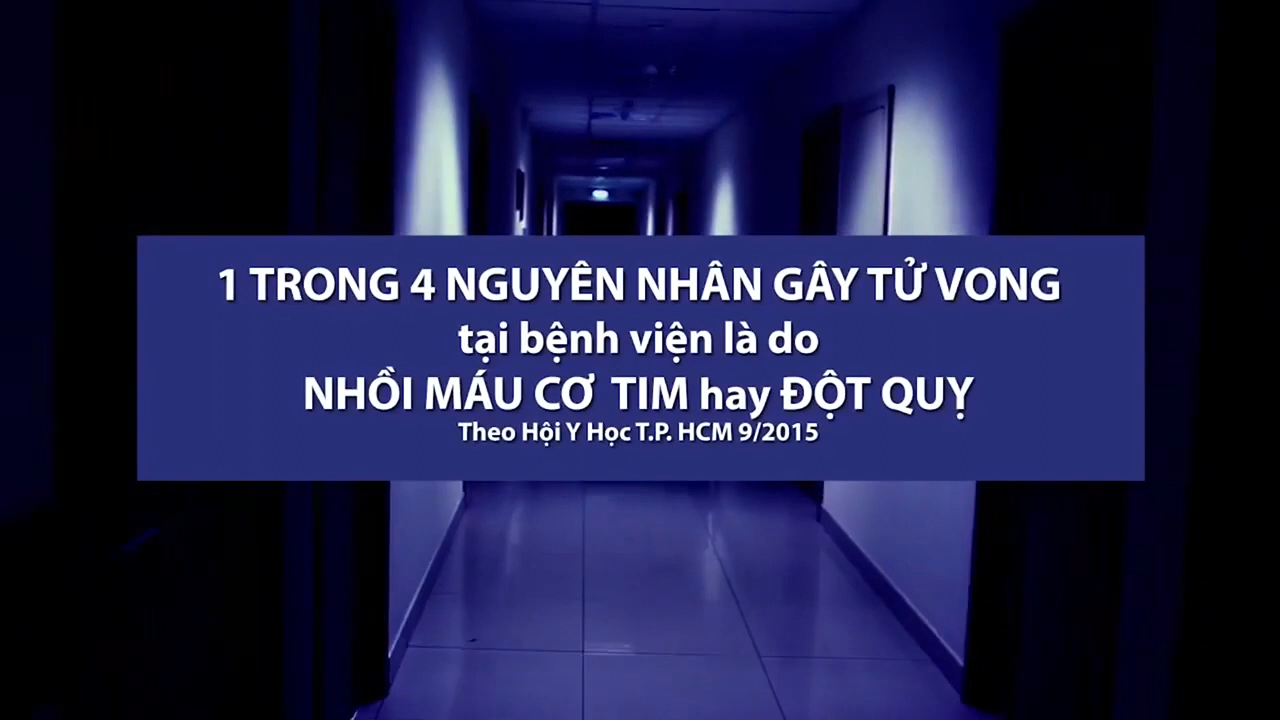 1 TRONG 4 NGUYÊN NHÂN GÂY TỬ VONG
tại bệnh viện là do
NHỒI MÁU CƠ TIM hay ĐỘT QUỴ
Theo Hội Y Học T.P. HCM 9/2015